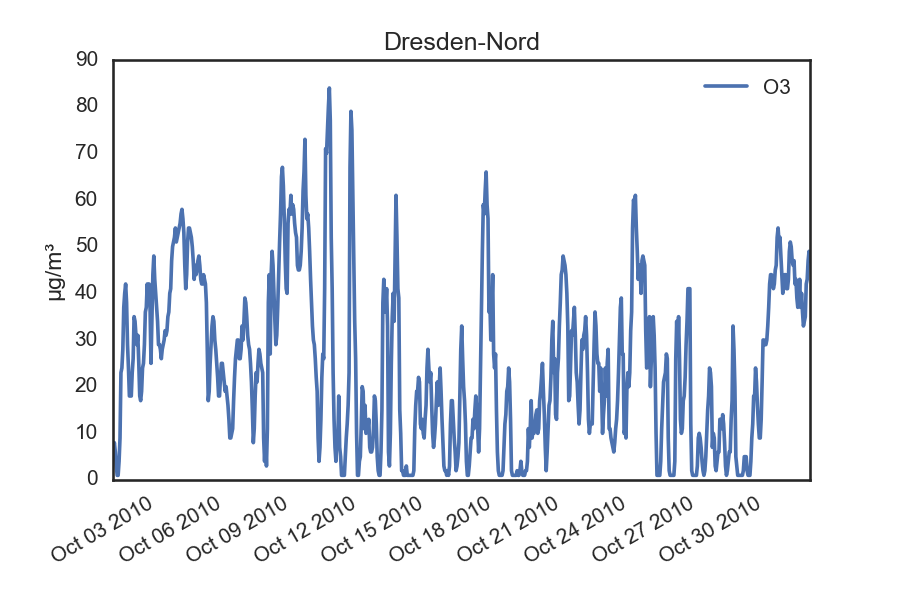 Dresden-Nord
90
80
70
60
50
40
30
20
10
0
µg/m³
O3
Oct 03 2010
Oct 06 2010
Oct 09 2010
Oct 12 2010
Oct 15 2010
Oct 18 2010
Oct 21 2010
Oct 24 2010
Oct 27 2010
Oct 30 2010